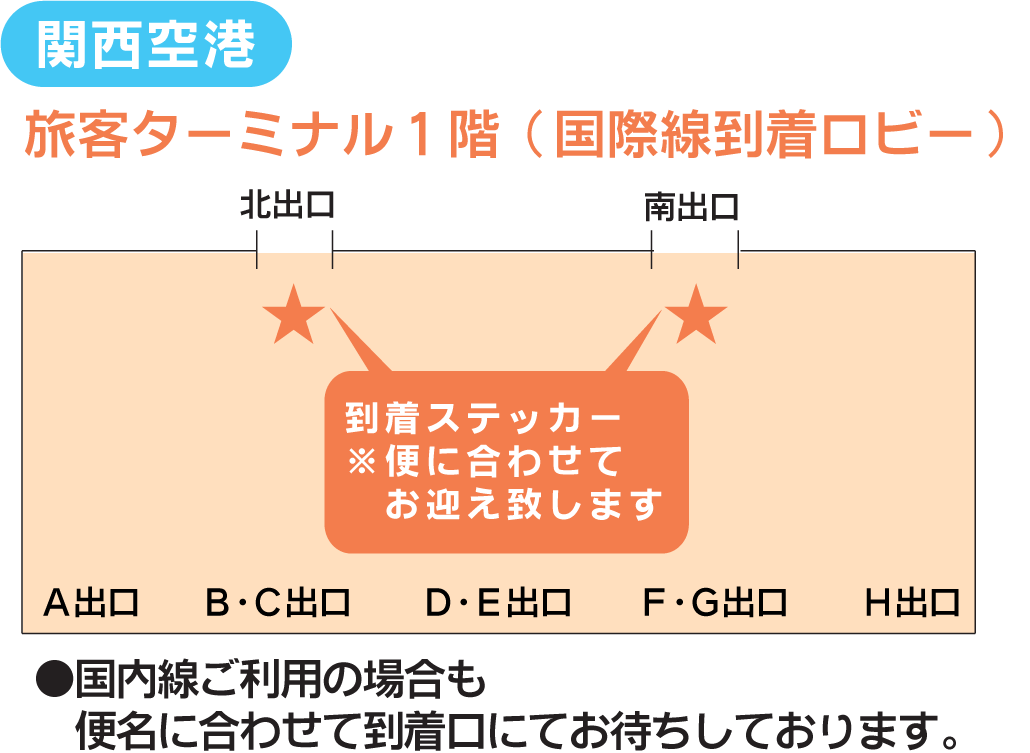 関西空港
旅客ターミナル1階（国際線到着ロビー）
北出口
南出口
到着ステッカー
※便に合わせて
お迎え致します
A出口
B・C出口
D・E出口
F・G出口
H出口
●国内線ご利用の場合も
便名に合わせて到着口にてお待ちしております。